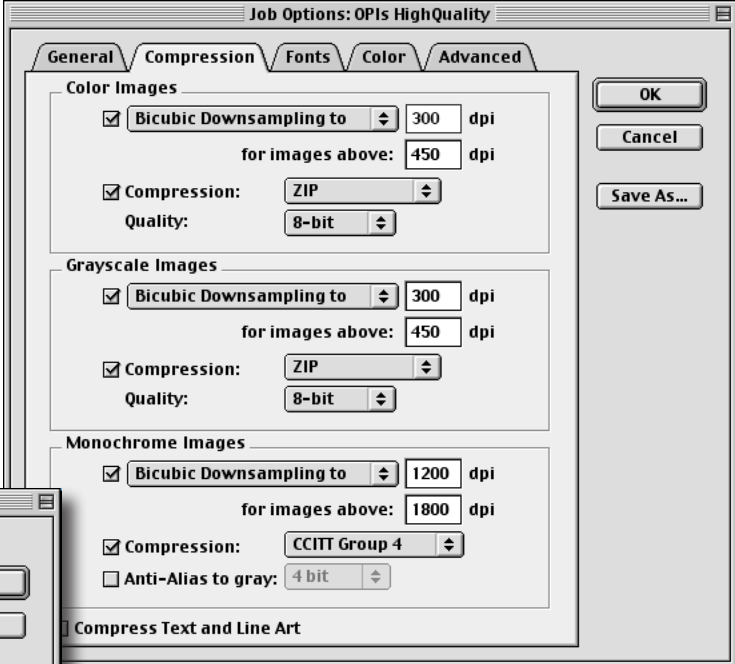 Job Options: OPIs HighQuality
General Compression Fonts Color Advanced
Color Images
Bicubic Downsampling to 300 dpi
for images above: 450 dpi
Compression: ZIP
Quality: 8-bit
Grayscale Images
Bicubic Downsampling to 300 dpi
for images above: 450 dpi
Compression: ZIP
Quality: 8-bit
Monochrome Images
Bicubic Downsampling to 1200 dpi
for images above: 1800 dpi
Compression: CCITT Group 4
Anti-Alias to gray: 4 bit
Compress Text and Line Art
OK
Cancel
Save As...